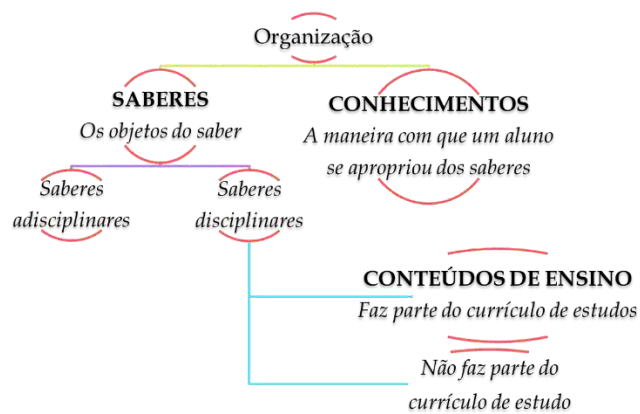 Organização
SABERES
Os objetos do saber
CONHECIMENTOS
A maneira com que um aluno
se apropriou dos saberes
Saberes
adisciplinares
Saberes
disciplinares
CONTEÚDOS DE ENSINO
Faz parte do currículo de estudos
Não faz parte do
currículo de estudo